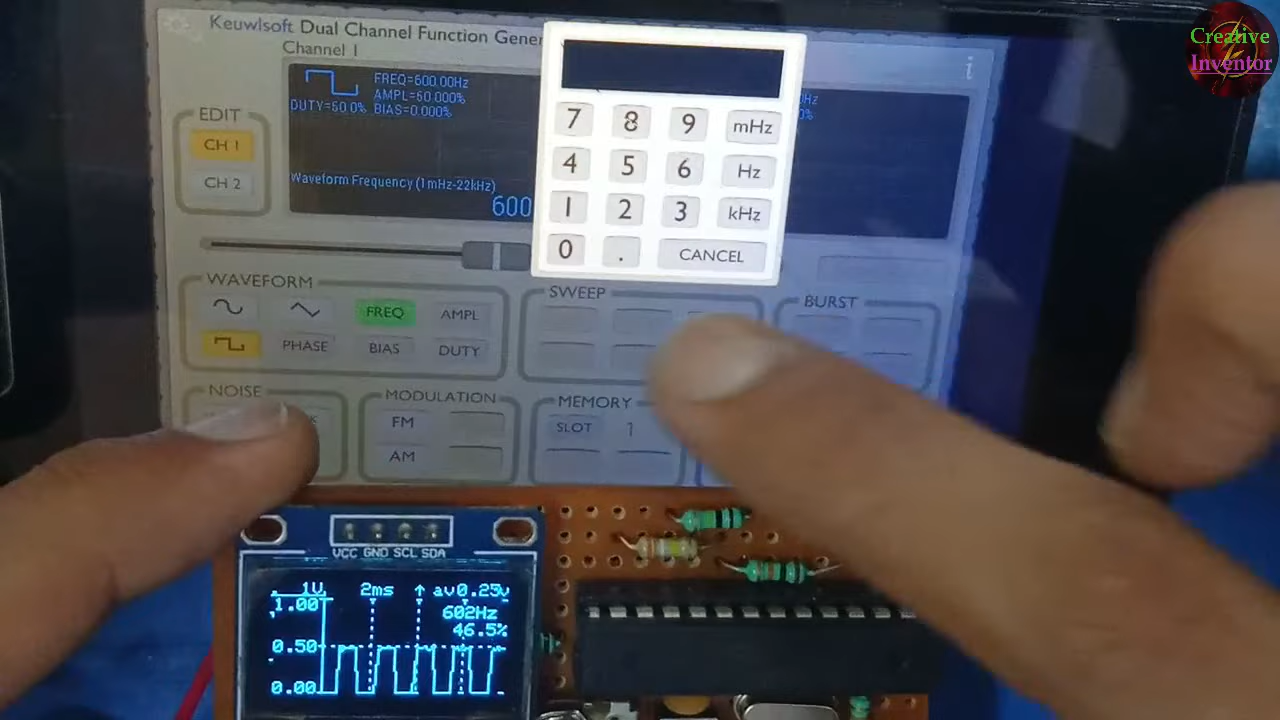 Keuwlsoft Dual Channel Function Gener
Channel 1
i
Creative
Inventor
FREQ=600.00Hz
AMPL=60.000%
DUTY=50.0% BIAS=0.000%
Waveform Frequency (1mHz-22kHz)
600
EDIT
CH 1
CH 2
7 8 9 mHz
4 5 6 Hz
1 2 3 kHz
0 . CANCEL
WAVEFORM
FREQ AMPL
PHASE BIAS DUTY
SWEEP
BURST
NOISE
MODULATION
FM
AM
MEMORY
SLOT 1
VCC GND SCL SDA
1V 2ms ↑ av0.25v
1.00
602Hz
46.5%
0.50
0.00